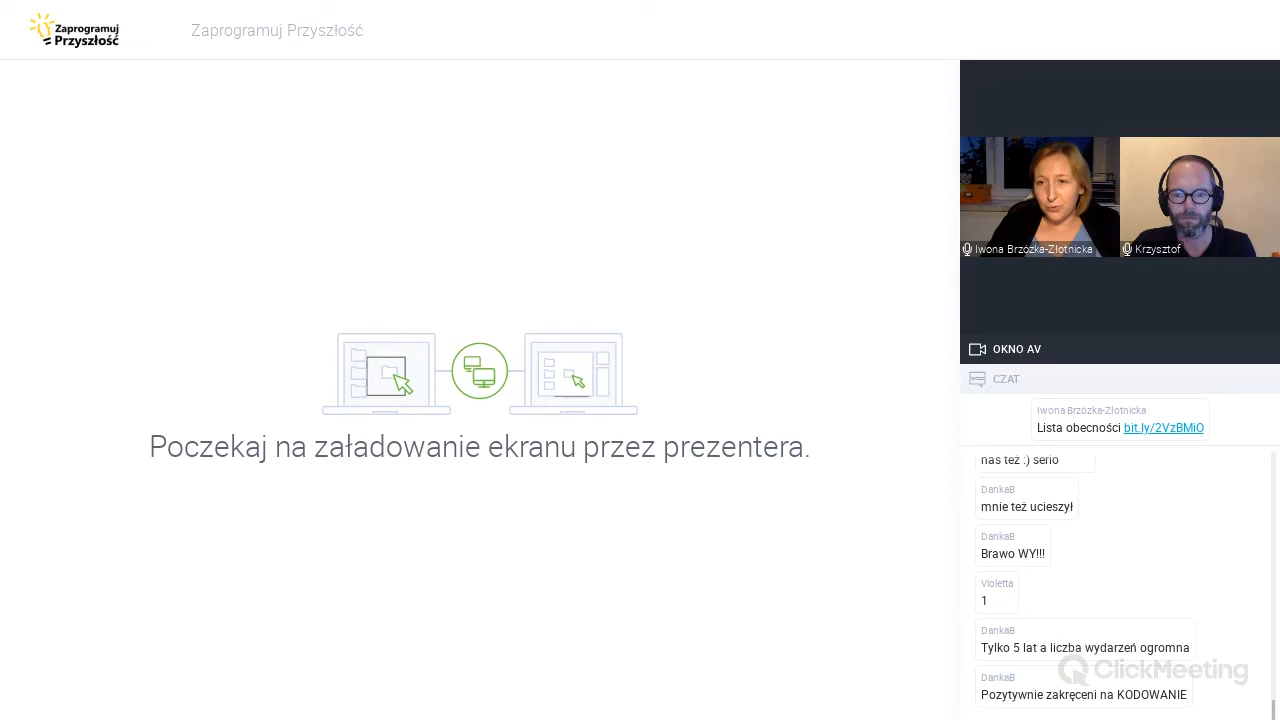 Zaprogramuj
Przyszłość
Zaprogramuj Przyszłość
Iwona Brzózka-Złotnicka
Krzysztof
OKNO AV
CZAT
Iwona Brzózka-Złotnicka
Lista obecności bit.ly/2VzBMiO
nas też :) serio
DankaB
mnie też ucieszył
DankaB
Brawo WY!!!
Violetta
1
DankaB
Tylko 5 lat a liczba wydarzeń ogromna
ClickMeeting
DankaB
Pozytywnie zakręceni na KODOWANIE
Poczekaj na załadowanie ekranu przez prezentera.